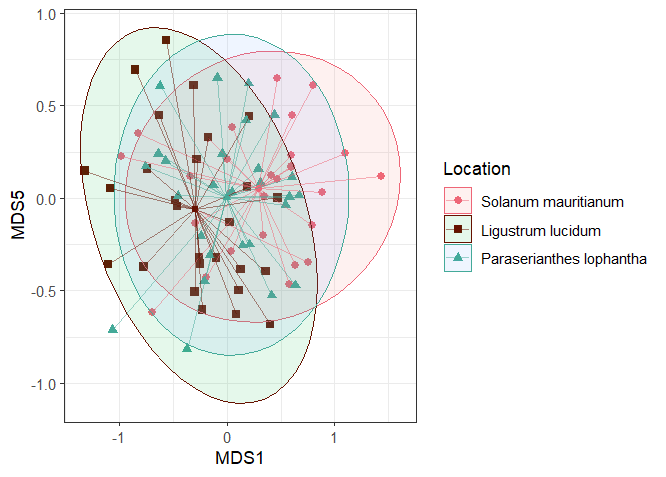 1.0
0.5
0.0
-0.5
-1.0
MDS5
-1
0
1
MDS1
Location
Solanum mauritianum
Ligustrum lucidum
Paraserianthes lophantha